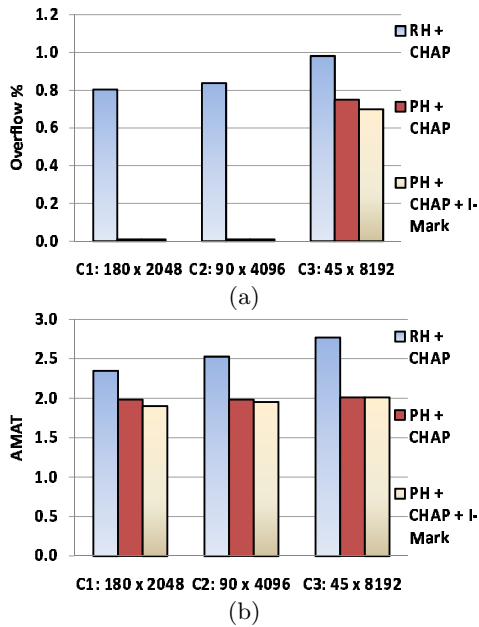 1.2
1.0
0.8
0.6
0.4
0.2
0.0
Overflow %
RH +
CHAP
PH +
CHAP
PH +
CHAP + I-
Mark
C1: 180 x 2048 C2: 90 x 4096 C3: 45 x 8192
(a)
3.0
2.5
2.0
1.5
1.0
0.5
0.0
AMAT
RH +
CHAP
PH +
CHAP
PH +
CHAP + I-
Mark
C1: 180 x 2048 C2: 90 x 4096 C3: 45 x 8192
(b)